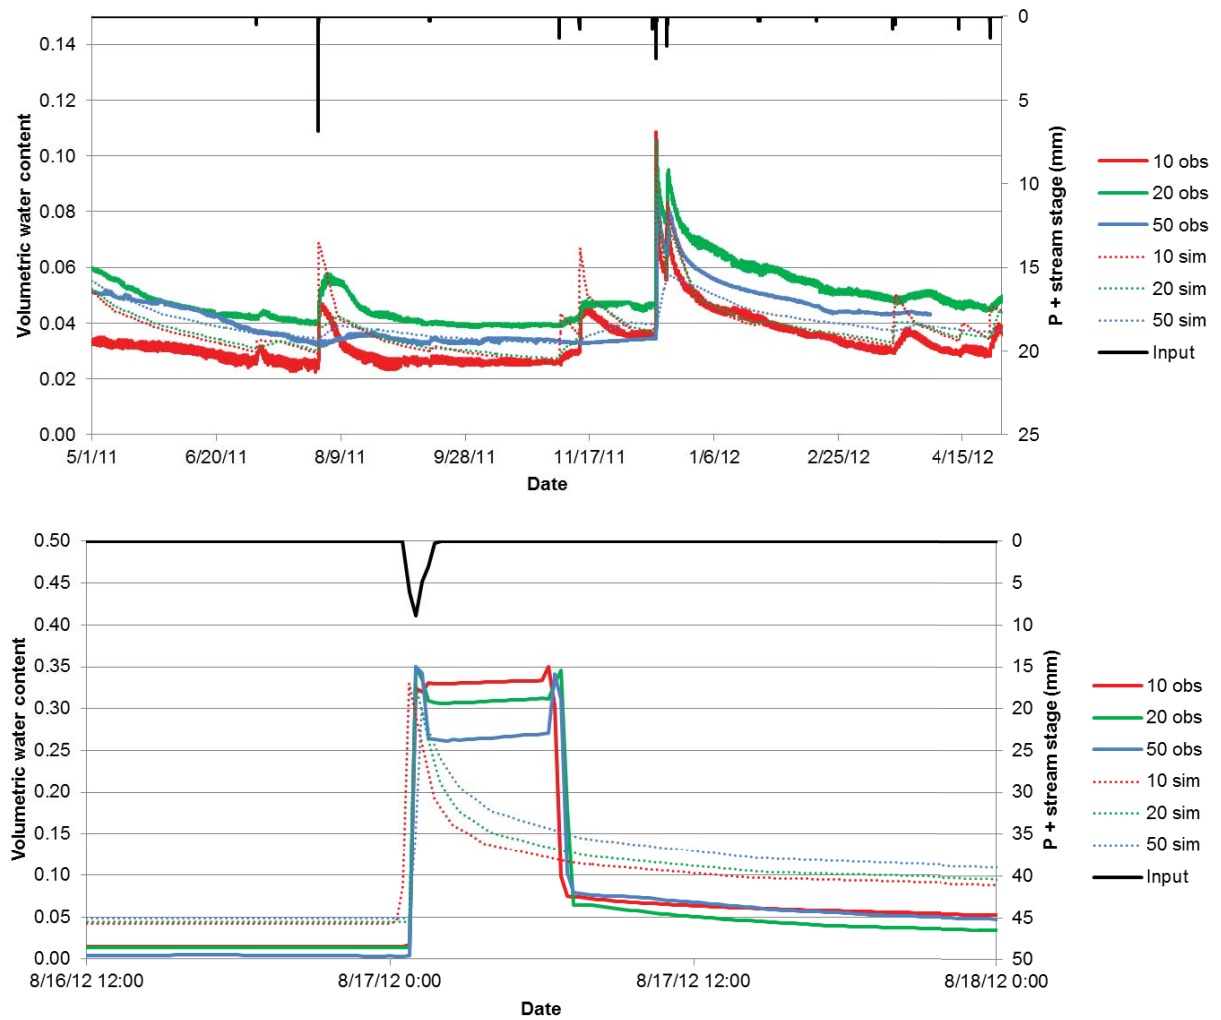 0.14
0.12
0.10
0.08
0.06
0.04
0.02
0.00
Volumetric water content
5/1/11 6/20/11 8/9/11 9/28/11 11/17/11 1/6/12 2/25/12 4/15/12
Date
0
5
10
15
20
25
P + stream stage (mm)
10 obs
20 obs
50 obs
10 sim
20 sim
50 sim
Input
0.50
0.45
0.40
0.35
0.30
0.25
0.20
0.15
0.10
0.05
0.00
Volumetric water content
8/16/12 12:00 8/17/12 0:00 8/17/12 12:00 8/18/12 0:00
Date
0
5
10
15
20
25
30
35
40
45
50
P + stream stage (mm)
10 obs
20 obs
50 obs
10 sim
20 sim
50 sim
Input